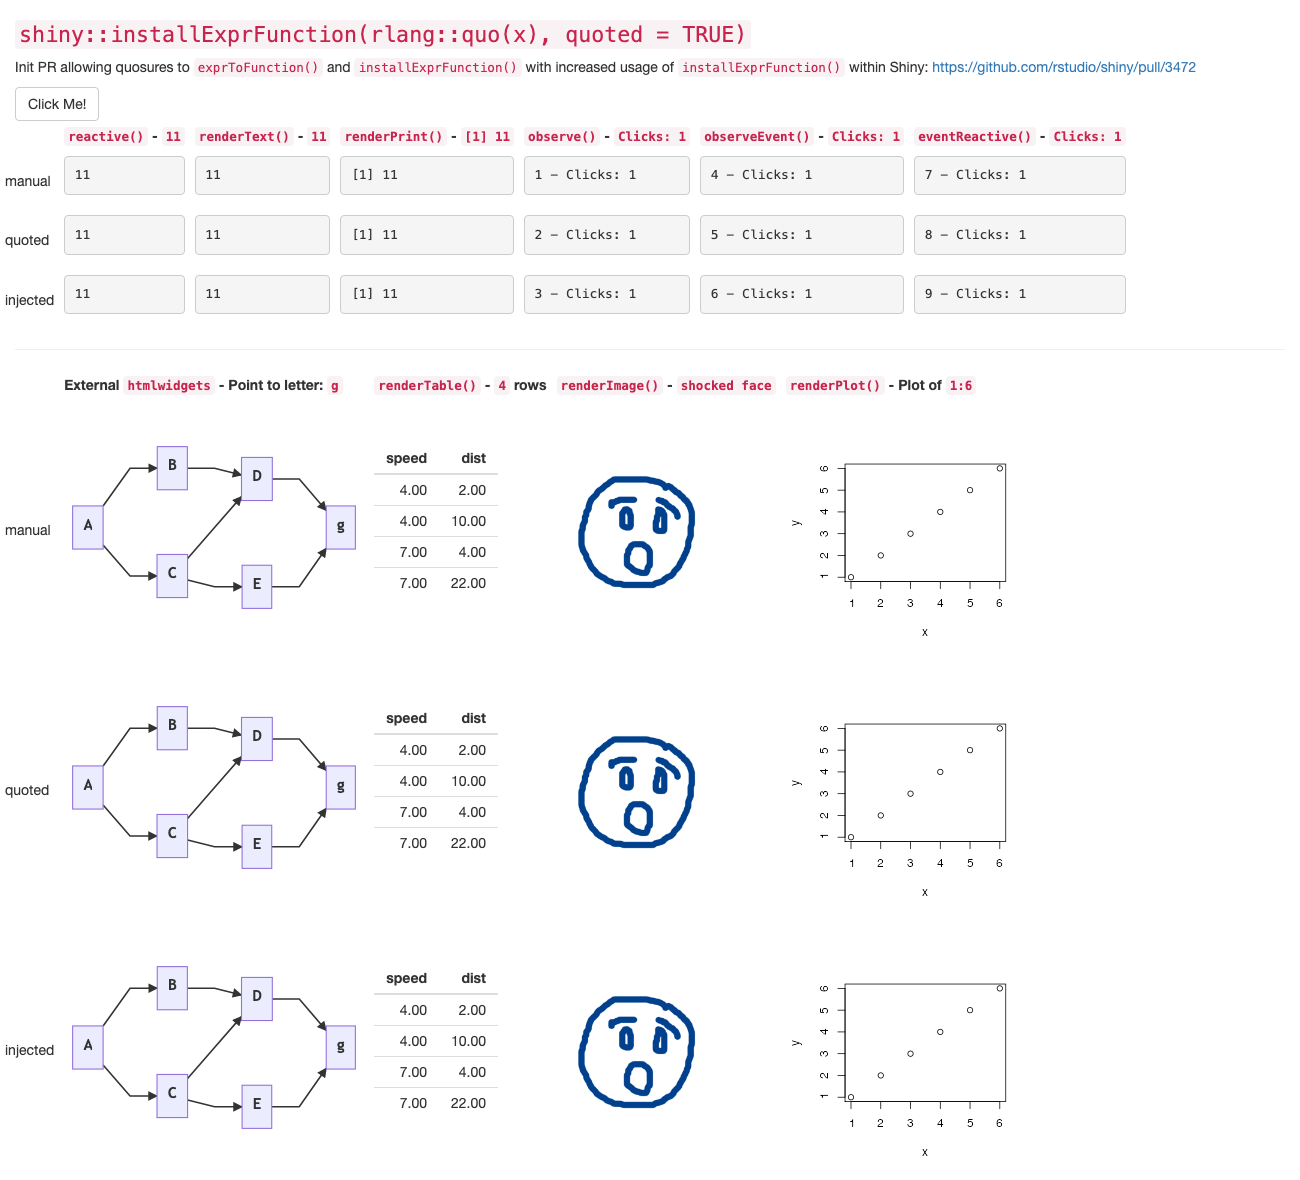 shiny::installExprFunction(rlang::quo(x), quoted = TRUE)
Init PR allowing quosures to exprToFunction() and installExprFunction() with increased usage of installExprFunction() within Shiny: https://github.com/rstudio/shiny/pull/3472
Click Me!
reactive() - 11 renderText() - 11 renderPrint() - [1] 11 observe() - Clicks: 1 observeEvent() - Clicks: 1 eventReactive() - Clicks: 1
manual 11 11 [1] 11 1 – Clicks: 1 4 – Clicks: 1 7 – Clicks: 1
quoted 11 11 [1] 11 2 – Clicks: 1 5 – Clicks: 1 8 – Clicks: 1
injected 11 11 [1] 11 3 – Clicks: 1 6 – Clicks: 1 9 – Clicks: 1
External htmlwidgets - Point to letter: g renderTable() - 4 rows renderImage() - shocked face renderPlot() - Plot of 1:6
manual
A
B
C
D
E
g
speed dist
4.00 2.00
4.00 10.00
7.00 4.00
7.00 22.00
y
6
5
4
3
2
1
1 2 3 4 5 6
x
quoted
A
B
C
D
E
g
speed dist
4.00 2.00
4.00 10.00
7.00 4.00
7.00 22.00
y
6
5
4
3
2
1
1 2 3 4 5 6
x
injected
A
B
C
D
E
g
speed dist
4.00 2.00
4.00 10.00
7.00 4.00
7.00 22.00
y
6
5
4
3
2
1
1 2 3 4 5 6
x